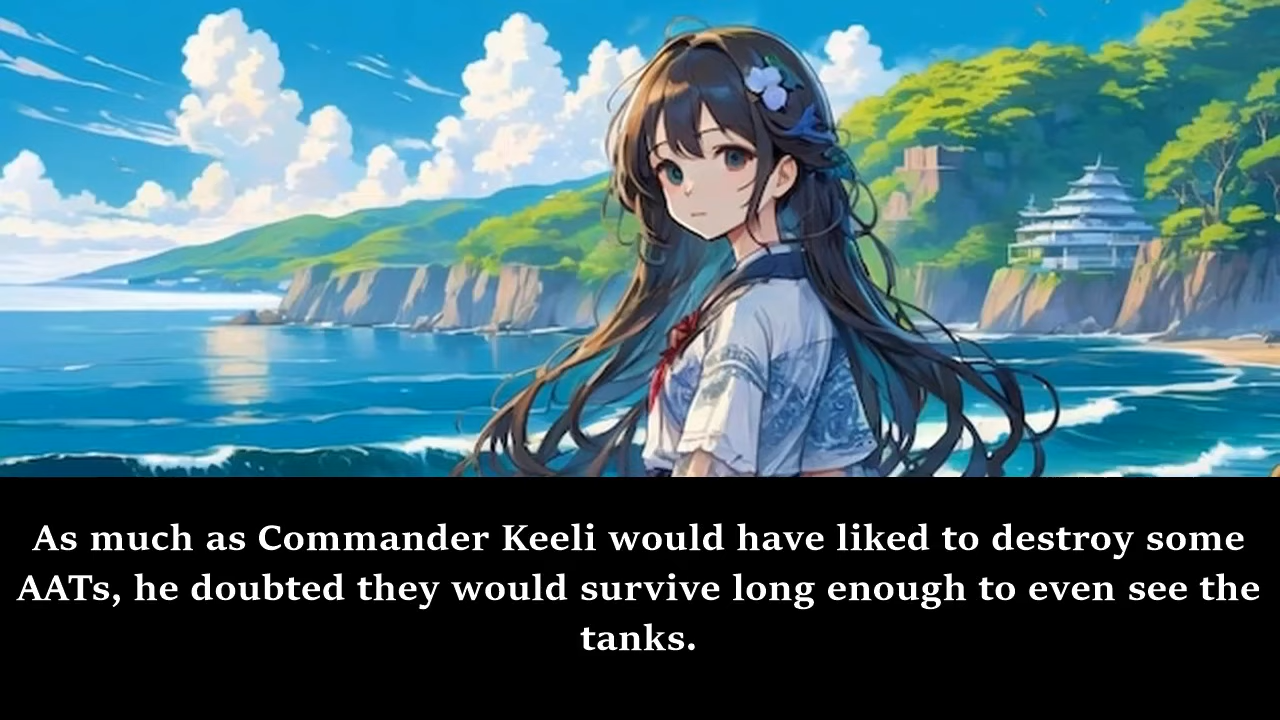 As much as Commander Keeli would have liked to destroy some
AATs, he doubted they would survive long enough to even see the
tanks.